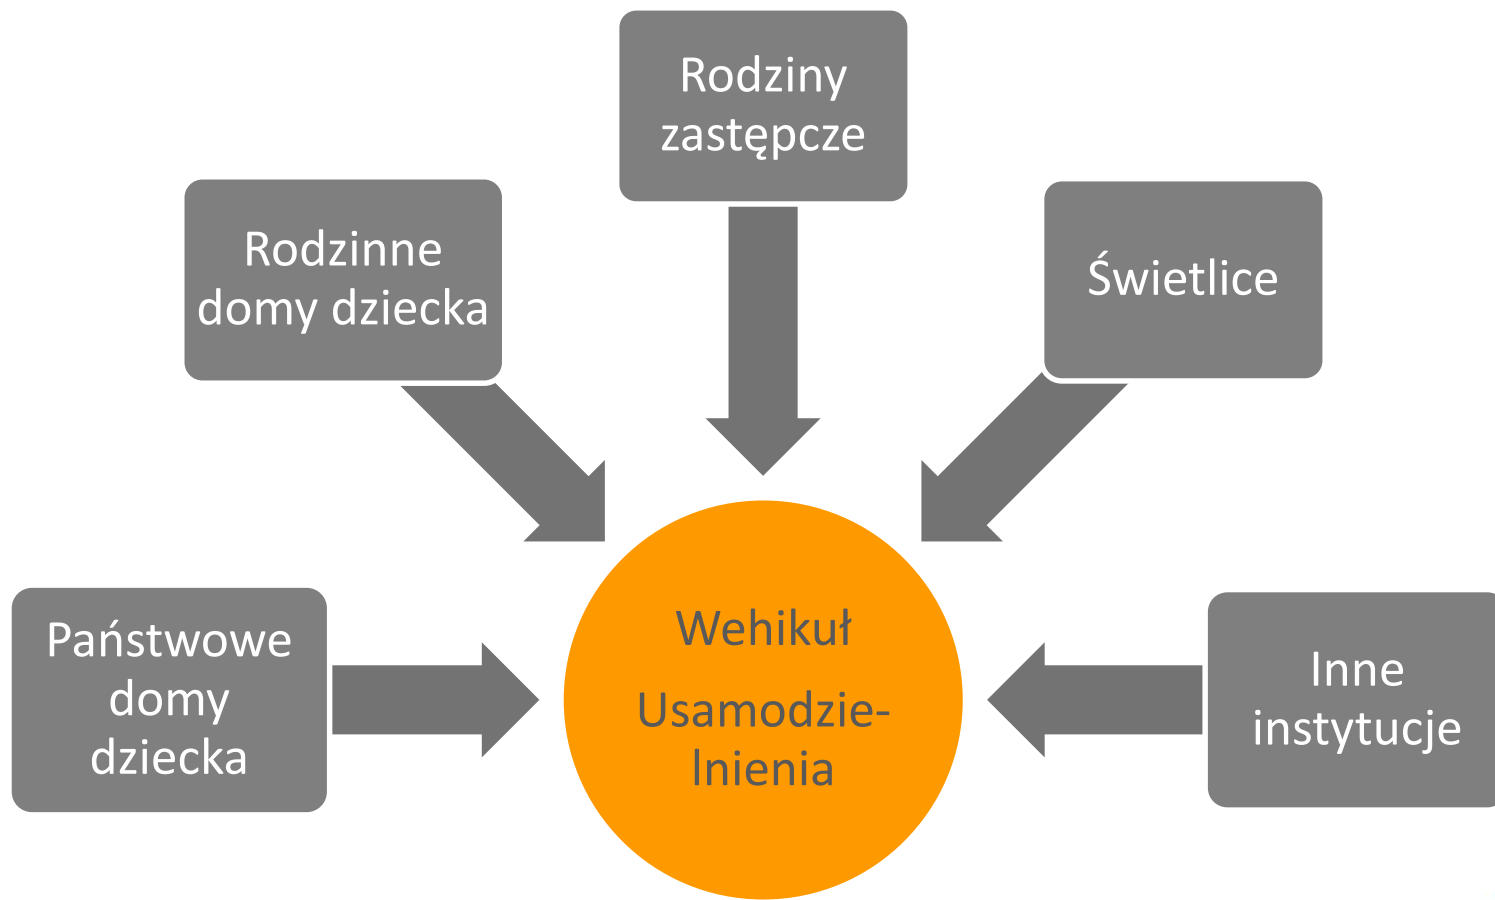 Rodziny
zastępcze
Rodzinne
domy dziecka
Świetlice
Państwowe
domy
dziecka
Wehikuł
Usamodzie-
lnienia
Inne
instytucje